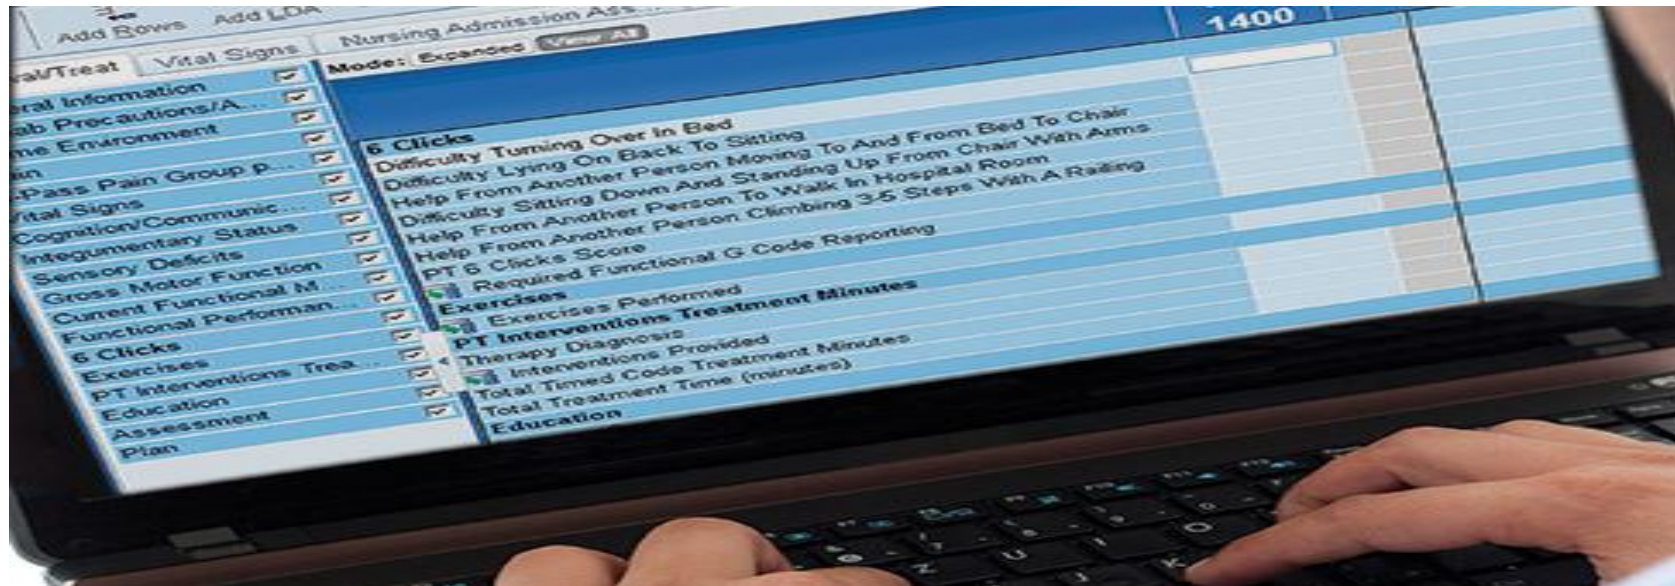 Add Rows Add LDA
al/Treat Vital Signs Nursing Admission Ass...
Mode: Expanded View All
1400
eral Information
ab Precautions/A...
me Environment
ain
-Pass Pain Group p...
Vital Signs
Cognition/Communic...
Integumentary Status
Sensory Deficits
Gross Motor Function
Current Functional M...
Functional Performan...
6 Clicks
Exercises
PT Interventions Trea...
Education
Assessment
Plan
6 Clicks
Difficulty Turning Over In Bed
Difficulty Lying On Back To Sitting
Help From Another Person Moving To And From Bed To Chair
Difficulty Sitting Down And Standing Up From Chair With Arms
Help From Another Person To Walk In Hospital Room
Help From Another Person Climbing 3-5 Steps With A Railing
PT 6 Clicks Score
Required Functional G Code Reporting
Exercises
Exercises Performed
PT Interventions Treatment Minutes
Therapy Diagnosis
Interventions Provided
Total Timed Code Treatment Minutes
Total Treatment Time (minutes)
Education